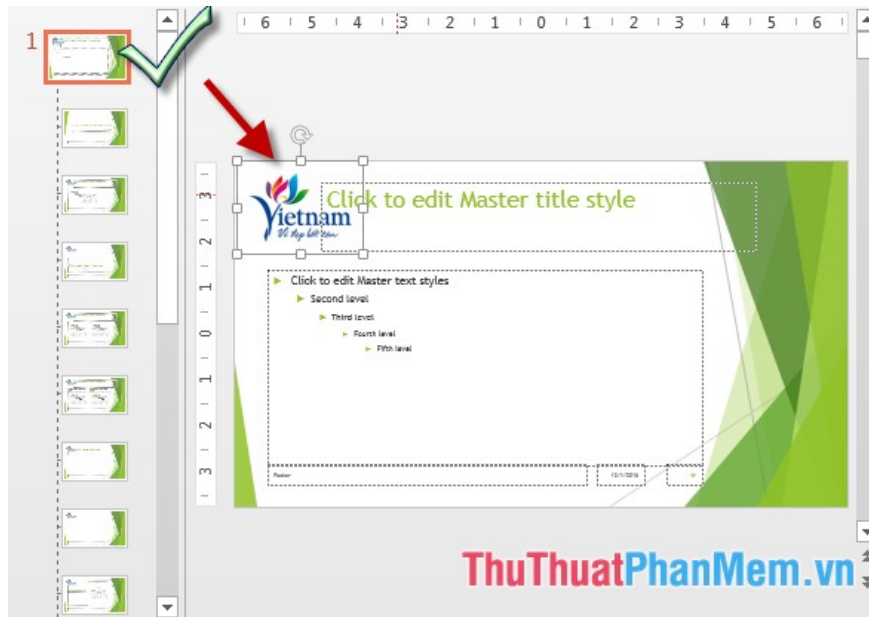 1
6 5 4 3 2 1 0 1 2 3 4 5 6
3
2
1
0
1
2
3
Vietnam
Click to edit Master title style
Click to edit Master text styles
Second level
Third level
Fourth level
Fifth level
Footer
ThuThuatPhanMem.vn